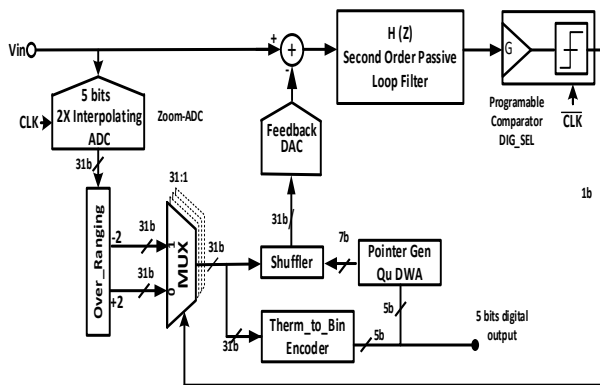 Vin
+
+
-
H (Z)
Second Order Passive
Loop Filter
G
Programable
Comparator
DIG_SEL
CLK
1b
5 bits
2X Interpolating
ADC
CLK
Zoom-ADC
31b
Feedback
DAC
31:1
31b
Over_Ranging
-2
31b
+2
31b
1
0
MUX
31b
Shuffler
7b
Pointer Gen
Qu DWA
5b
31b
Therm_to_Bin
Encoder
5b
5 bits digital
output